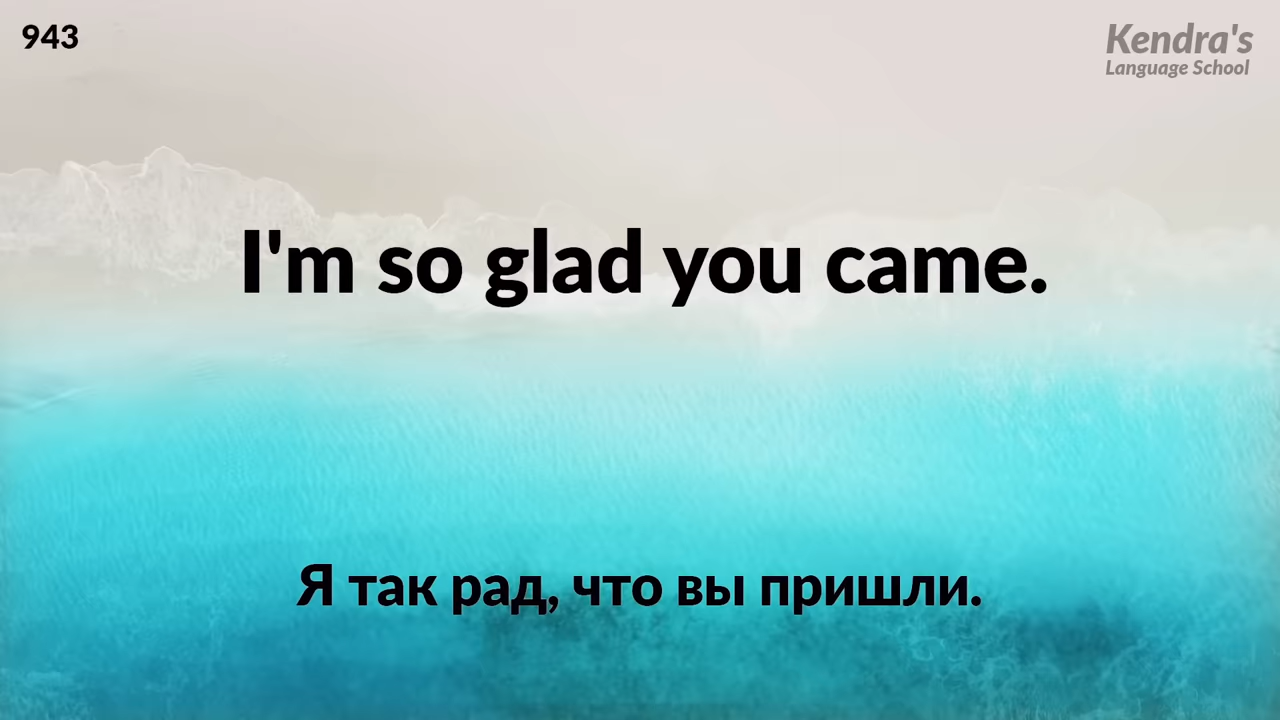 943
Kendra's
Language School
I'm so glad you came.
Я так рад, что вы пришли.